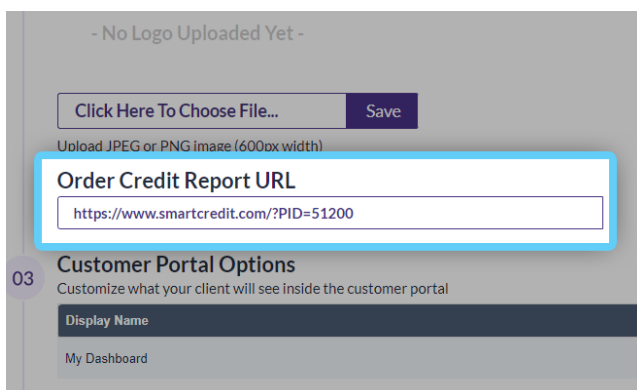 - No Logo Uploaded Yet -
Click Here To Choose File... Save
Upload JPEG or PNG image (600px width)
Order Credit Report URL
https://www.smartcredit.com/?PID=51200
03
Customer Portal Options
Customize what your client will see inside the customer portal
Display Name
My Dashboard